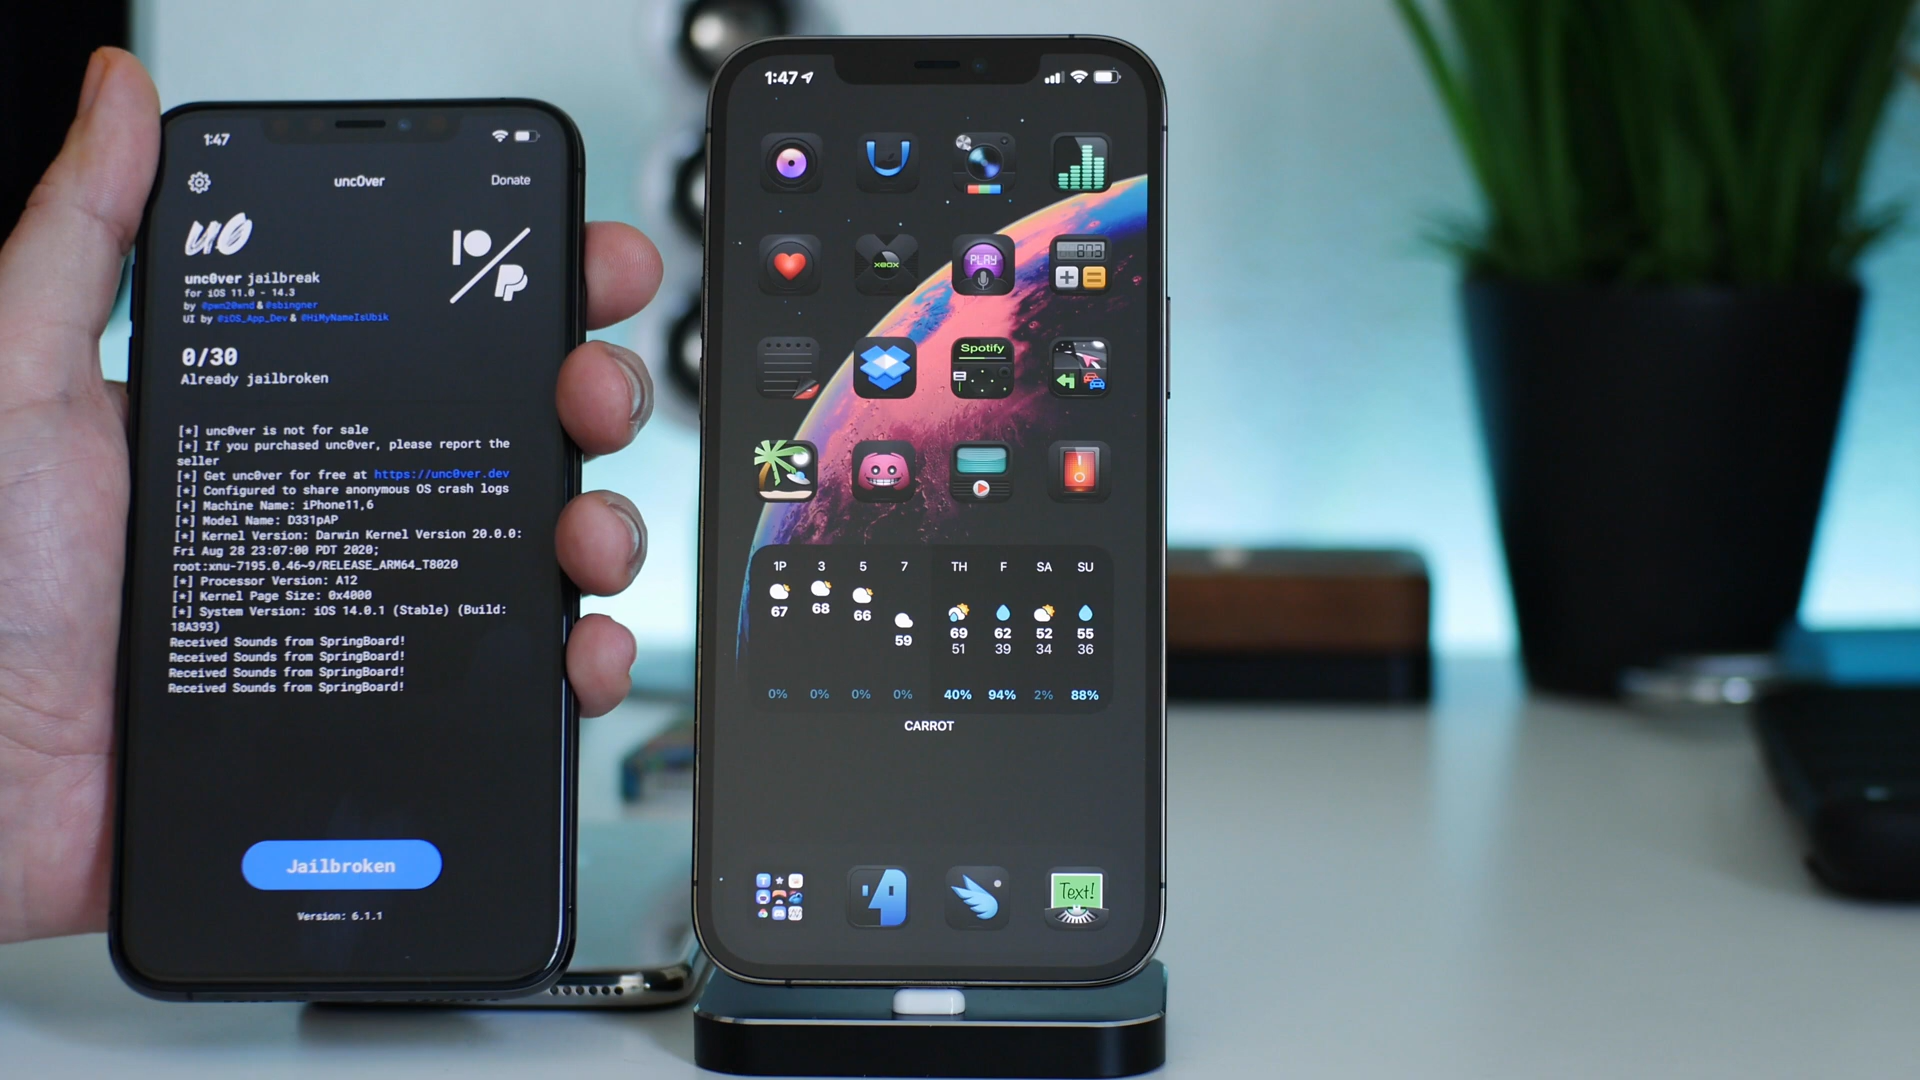 1:47
unc0ver
Donate
u0
unc0ver jailbreak
for iOS 11.0 - 14.3
by @pwn20wnd & @sbingner
UI by @iOS_App_Dev & @HiMyNameIsUbik
0/30
Already jailbroken
[*] unc0ver is not for sale
[*] If you purchased unc0ver, please report the
seller
[*] Get unc0ver for free at https://unc0ver.dev
[*] Configured to share anonymous OS crash logs
[*] Machine Name: iPhone11,6
[*] Model Name: D331pAP
[*] Kernel Version: Darwin Kernel Version 20.0.0:
Fri Aug 28 23:07:00 PDT 2020;
root:xnu-7195.0.46~9/RELEASE_ARM64_T8020
[*] Processor Version: A12
[*] Kernel Page Size: 0x4000
[*] System Version: iOS 14.0.1 (Stable) (Build:
18A393)
Received Sounds from SpringBoard!
Received Sounds from SpringBoard!
Received Sounds from SpringBoard!
Received Sounds from SpringBoard!
Jailbroken
Version: 6.1.1
1:47
XBOX
PLAY
Spotify
1P 3 5 7 TH F SA SU
67 68 66 59 69 62 52 55
51 39 34 36
0% 0% 0% 0% 40% 94% 2% 88%
CARROT
Text!